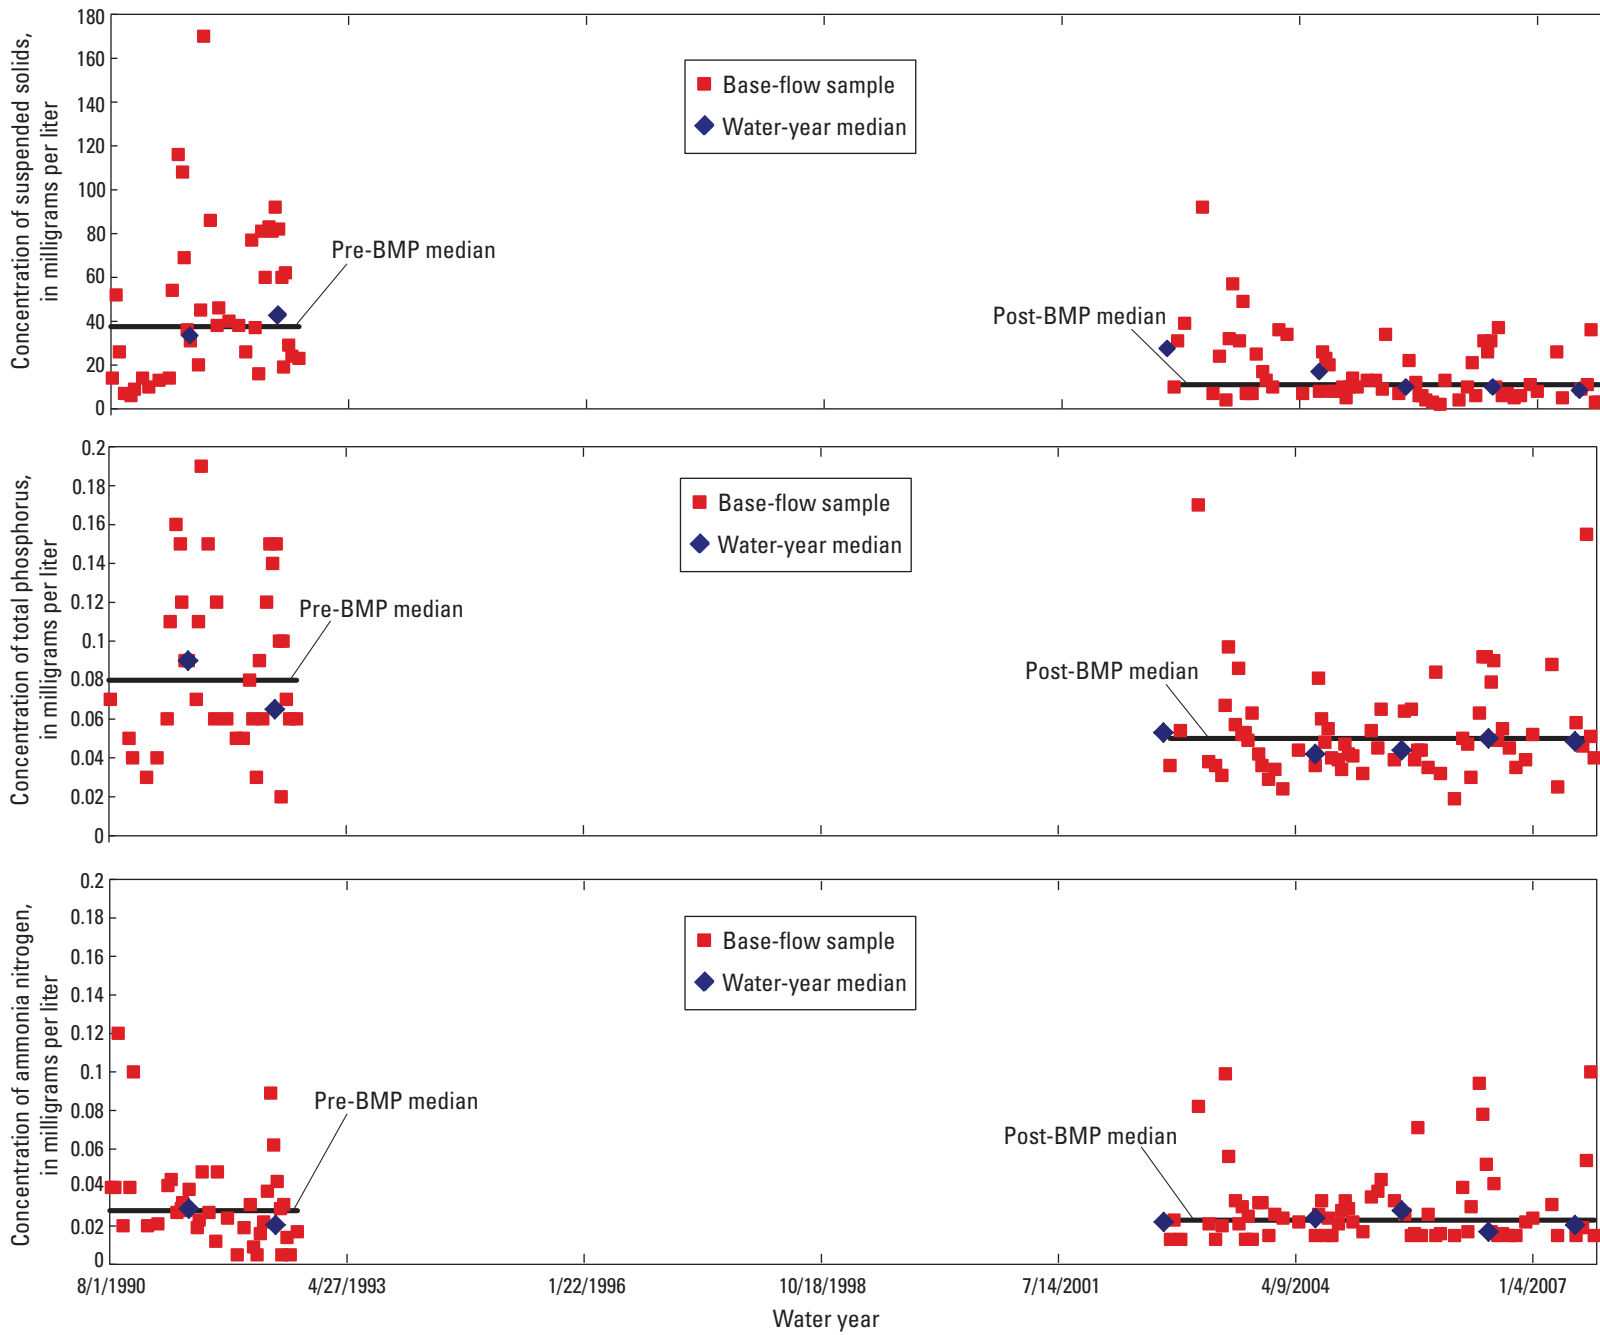 Concentration of suspended solids,
in milligrams per liter
180
160
140
120
100
80
60
40
20
0
Base-flow sample
Water-year median
Pre-BMP median
Post-BMP median
Concentration of total phosphorus,
in milligrams per liter
0.2
0.18
0.16
0.14
0.12
0.1
0.08
0.06
0.04
0.02
0
Base-flow sample
Water-year median
Pre-BMP median
Post-BMP median
Concentration of ammonia nitrogen,
in milligrams per liter
0.2
0.18
0.16
0.14
0.12
0.1
0.08
0.06
0.04
0.02
0
Base-flow sample
Water-year median
Pre-BMP median
Post-BMP median
8/1/1990 4/27/1993 1/22/1996 10/18/1998 7/14/2001 4/9/2004 1/4/2007
Water year